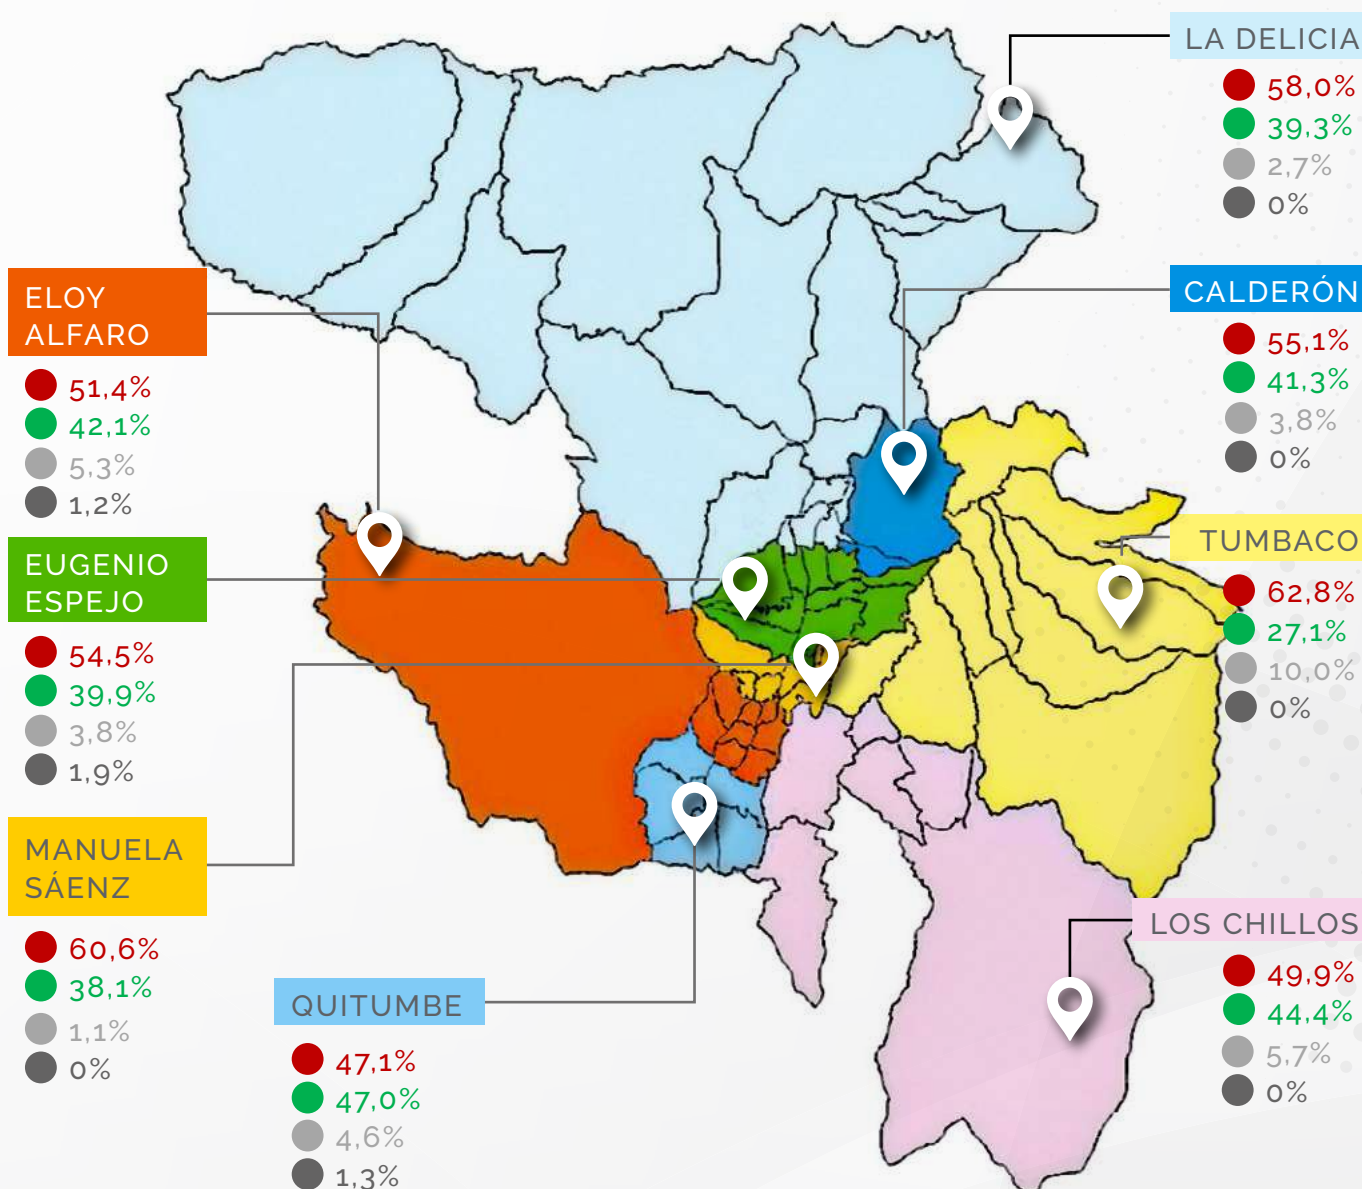 LA DELICIA
58,0%
39,3%
2,7%
0%
ELOY
ALFARO
51,4%
42,1%
5,3%
1,2%
CALDERÓN
55,1%
41,3%
3,8%
0%
EUGENIO
ESPEJO
54,5%
39,9%
3,8%
1,9%
TUMBACO
62,8%
27,1%
10,0%
0%
MANUELA
SÁENZ
60,6%
38,1%
1,1%
0%
QUITUMBE
47,1%
47,0%
4,6%
1,3%
LOS CHILLOS
49,9%
44,4%
5,7%
0%